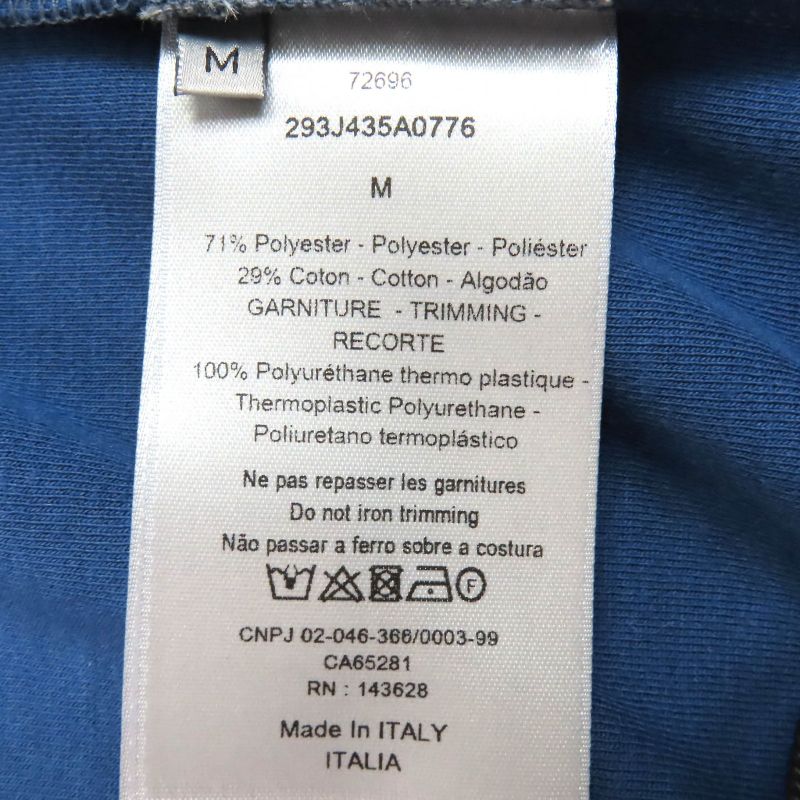 M
72696
293J435A0776
M
71% Polyester - Polyester - Poliéster
29% Coton - Cotton - Algodão
GARNITURE - TRIMMING -
RECORTE
100% Polyuréthane thermo plastique -
Thermoplastic Polyurethane -
Poliuretano termoplástico
Ne pas repasser les garnitures
Do not iron trimming
Não passar a ferro sobre a costura
F
CNPJ 02-046-366/0003-99
CA65281
RN : 143628
Made In ITALY
ITALIA